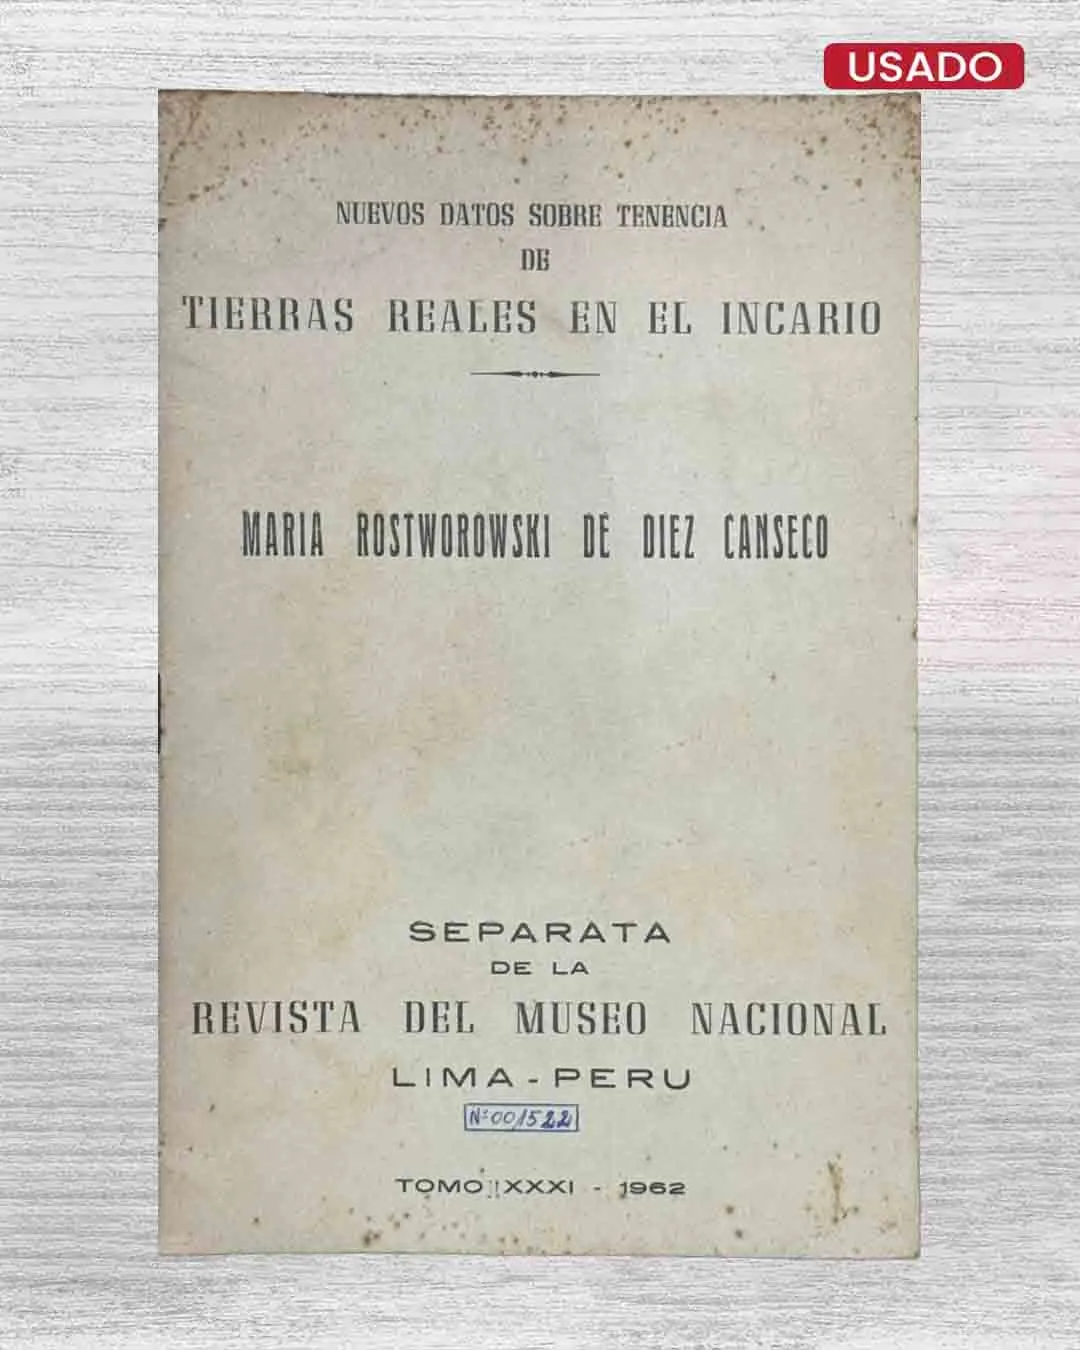 USADO
NUEVOS DATOS SOBRE TENENCIA
DE
TIERRAS REALES EN EL INCARIO
MARIA ROSTWOROWSKI DE DIEZ CANSECO
SEPARATA
DE LA
REVISTA DEL MUSEO NACIONAL
LIMA - PERU
Nº 001522
TOMO XXXI - 1962